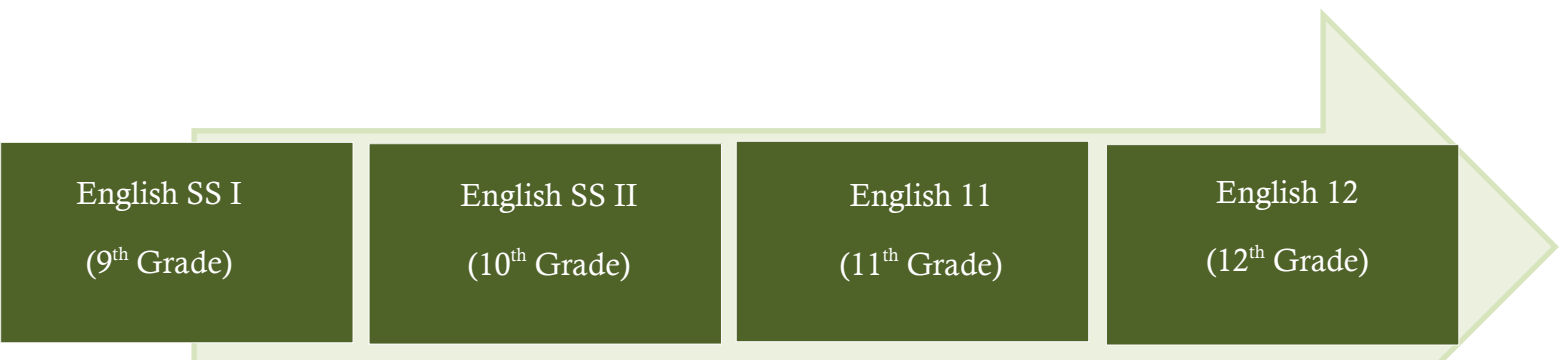 English SS I
(9th Grade)
English SS II
(10th Grade)
English 11
(11th Grade)
English 12
(12th Grade)